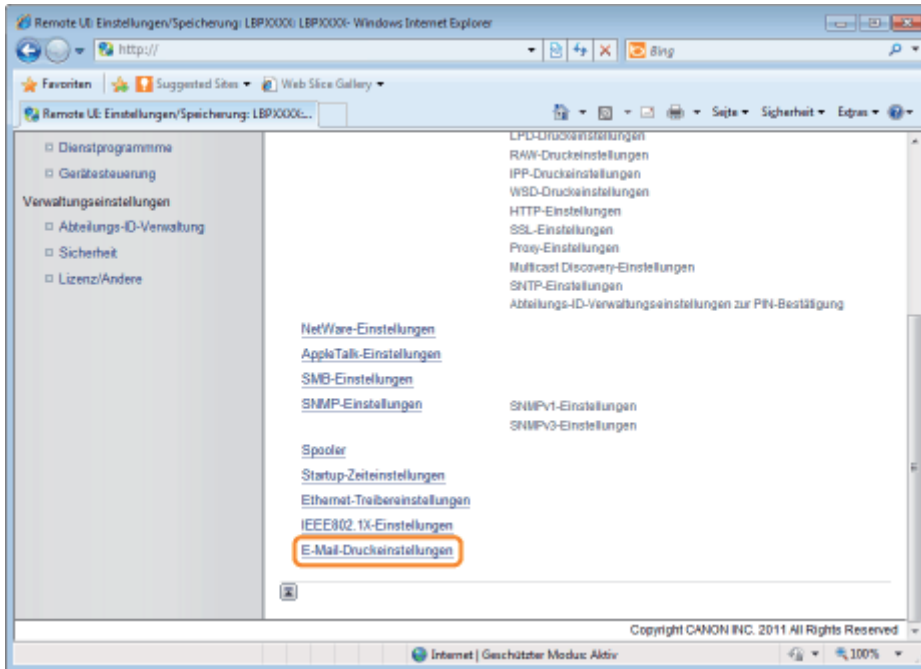 Remote UI: Einstellungen/Speicherung: LBPXXXX: LBPXXXX- Windows Internet Explorer
http://
Bing
Favoriten Suggested Sites Web Slice Gallery
Remote UI: Einstellungen/Speicherung: LBPXXXX:... Seite Sicherheit Extras
LPD-Druckeinstellungen
Dienstprogrammme
RAW-Druckeinstellungen
Gerätesteuerung
IPP-Druckeinstellungen
WSD-Druckeinstellungen
Verwaltungseinstellungen
HTTP-Einstellungen
Abteilungs-ID-Verwaltung
SSL-Einstellungen
Proxy-Einstellungen
Sicherheit
Multicast Discovery-Einstellungen
Lizenz/Andere
SNTP-Einstellungen
Abteilungs-ID-Verwaltungseinstellungen zur PIN-Bestätigung
NetWare-Einstellungen
AppleTalk-Einstellungen
SMB-Einstellungen
SNMP-Einstellungen SNMPv1-Einstellungen
SNMPv3-Einstellungen
Spooler
Startup-Zeiteinstellungen
Ethernet-Treibereinstellungen
IEEE802.1X-Einstellungen
E-Mail-Druckeinstellungen
Copyright CANON INC. 2011 All Rights Reserved
Internet | Geschützter Modus: Aktiv 100%